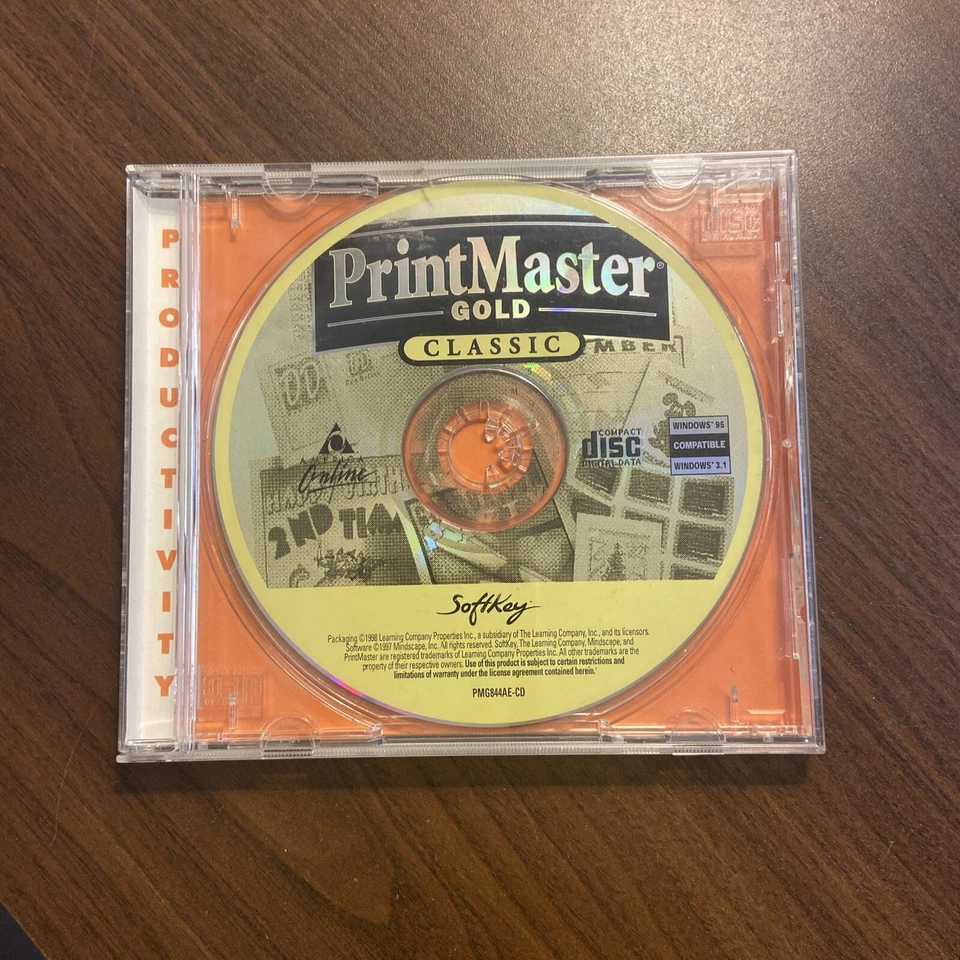 PRODUCTIVITY
PrintMaster®
GOLD
CLASSIC
MBER
2ND TIM
Online
COMPACT
disc
DIGITAL DATA
WINDOWS® 95
COMPATIBLE
WINDOWS® 3.1
SoftKey®
Packaging ©1998 Learning Company Properties Inc., a subsidiary of The Learning Company, Inc., and its licensors.
Software ©1997 Mindscape, Inc. All rights reserved. SoftKey, The Learning Company, Mindscape, and
PrintMaster are registered trademarks of Learning Company Properties Inc. All other trademarks are the
property of their respective owners. Use of this product is subject to certain restrictions and
limitations of warranty under the license agreement contained herein.
PMG844AE-CD
disc